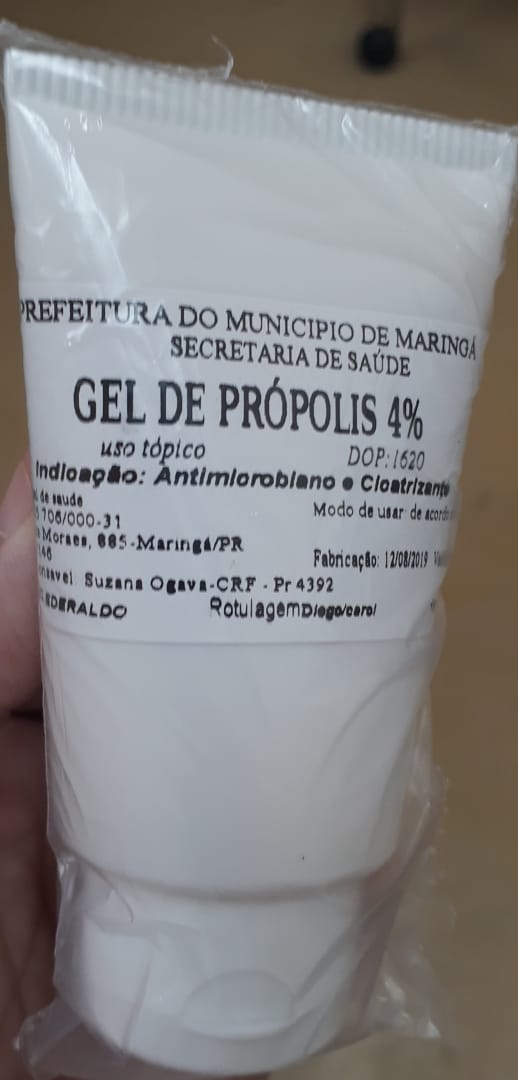 PREFEITURA DO MUNICIPIO DE MARINGÁ
SECRETARIA DE SAÚDE
GEL DE PRÓPOLIS 4%
uso tópico DOP: 1620
Indicação: Antimicrobiano e Cicatrizante
de saude Modo de usar: de acordo
706/000-31
Moraes, 885-Maringá/PR
Fabricação: 12/08/2019
Suzana Ogava-CRF - Pr 4392
EDERALDO Rotulagem Diego/carol